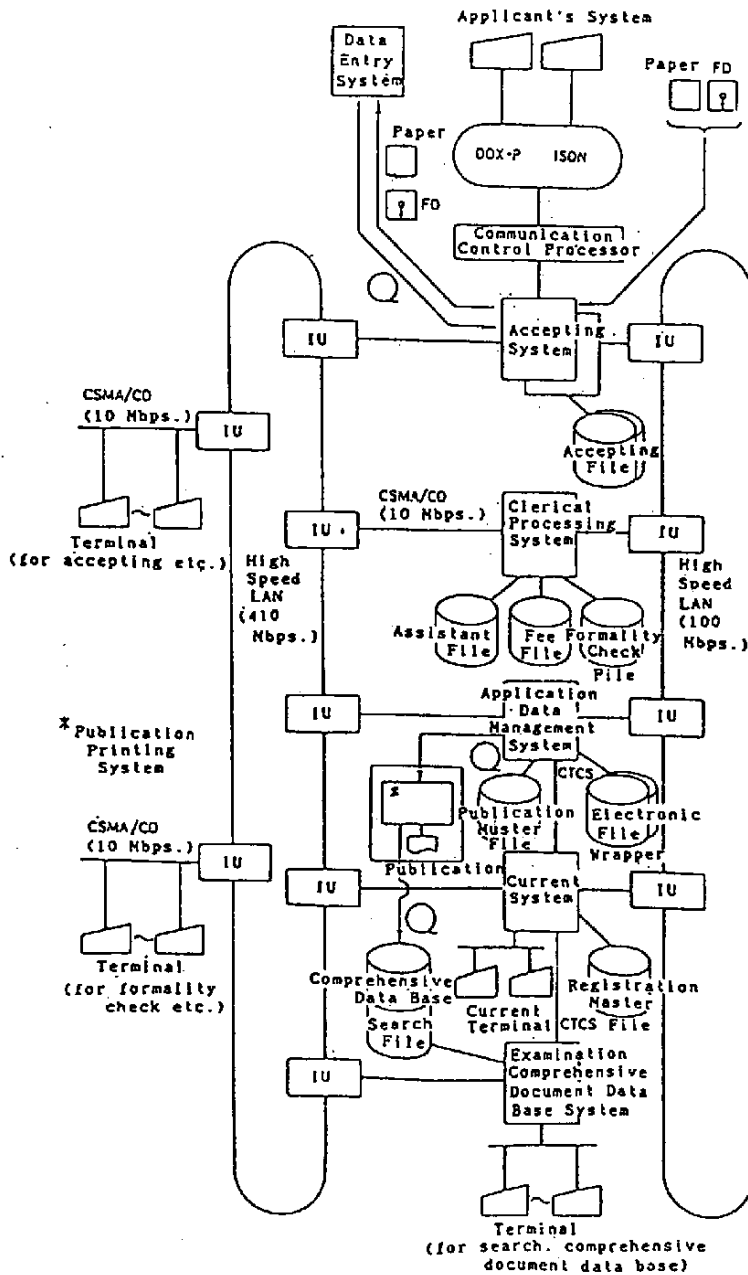 Applicant's System
Data
Entry
System
Paper FD
Paper
DDX-P ISDN
FD
Communication
Control Processor
IU
Accepting
System
IU
CSMA/CD
(10 Mbps.)
IU
Accepting
File
Terminal
(for accepting etc.)
IU
CSMA/CD
(10 Mbps.)
Clerical
Processing
System
IU
High
Speed
LAN
(410
Mbps.)
High
Speed
LAN
(100
Mbps.)
Assistant
File
Fee
File
Formality
Check
File
IU
Application
Data
Management
System
IU
*Publication
Printing
System
CTCS
*
Publication
Master
File
Electronic
File
Wrapper
Publication
CSMA/CD
(10 Mbps.)
IU
IU
Current
System
IU
Terminal
(for formality
check etc.)
Comprehensive
Data Base
Search
File
Current
Terminal
Registration
Master
File
CTCS
IU
Examination
Comprehensive
Document Data
Base System
Terminal
(for search. comprehensive
document data base)